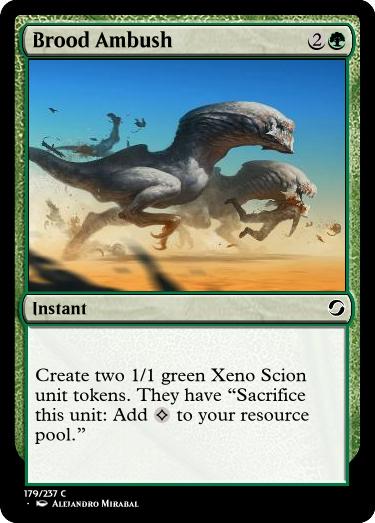 Brood Ambush 2
Instant
Create two 1/1 green Xeno Scion
unit tokens. They have “Sacrifice
this unit: Add to your resource
pool.”
179/237 C
· Alejandro Mirabal